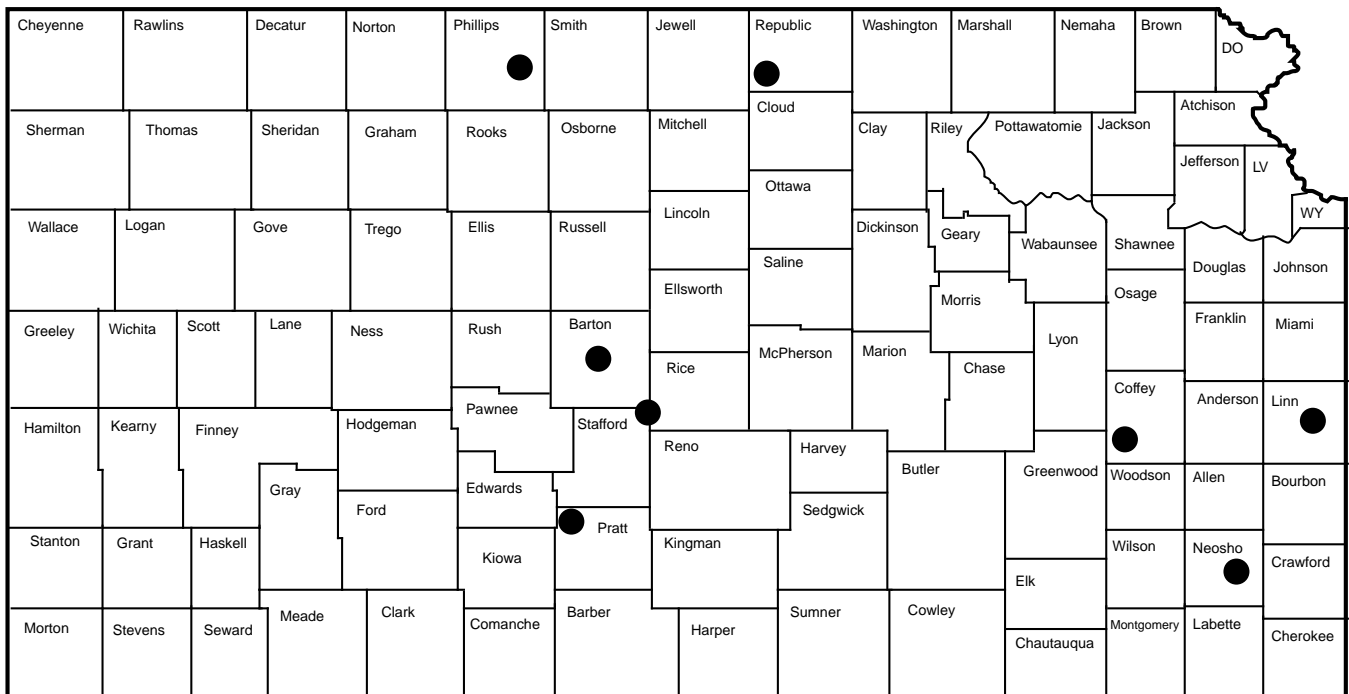 Cheyenne
Rawlins
Decatur
Norton
Phillips
Smith
Jewell
Republic
Washington
Marshall
Nemaha
Brown
DO
Sherman
Thomas
Sheridan
Graham
Rooks
Osborne
Mitchell
Cloud
Clay
Riley
Pottawatomie
Jackson
Atchison
Jefferson
LV
Wallace
Logan
Gove
Trego
Ellis
Russell
Lincoln
Ottawa
Dickinson
Geary
Wabaunsee
Shawnee
WY
Douglas
Johnson
Saline
Ellsworth
Morris
Osage
Greeley
Wichita
Scott
Lane
Ness
Rush
Barton
Rice
McPherson
Marion
Chase
Lyon
Franklin
Miami
Hamilton
Kearny
Finney
Hodgeman
Pawnee
Stafford
Reno
Harvey
Butler
Greenwood
Coffey
Anderson
Linn
Gray
Ford
Edwards
Pratt
Sedgwick
Woodson
Allen
Bourbon
Stanton
Grant
Haskell
Kiowa
Kingman
Elk
Wilson
Neosho
Crawford
Morton
Stevens
Seward
Meade
Clark
Comanche
Barber
Harper
Sumner
Cowley
Chautauqua
Montgomery
Labette
Cherokee